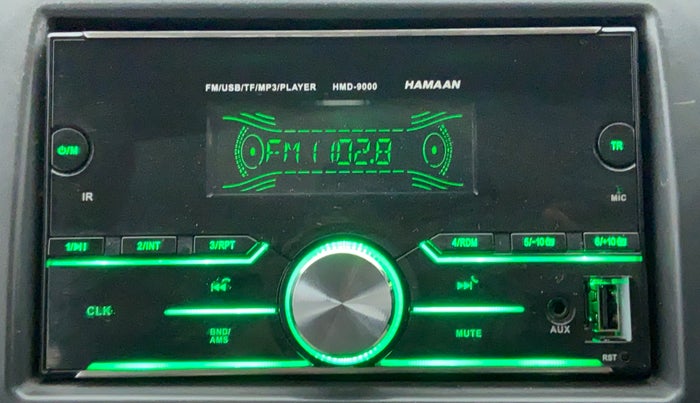 FM/USB/TF/MP3/PLAYER HMD-9000 HAMAAN
FM1 102.8
⏻/M
TR
IR
MIC
1/▶II 2/INT 3/RPT 4/RDM 5/-10 6/+10
CLK
BND/
AMS
MUTE
AUX
RST